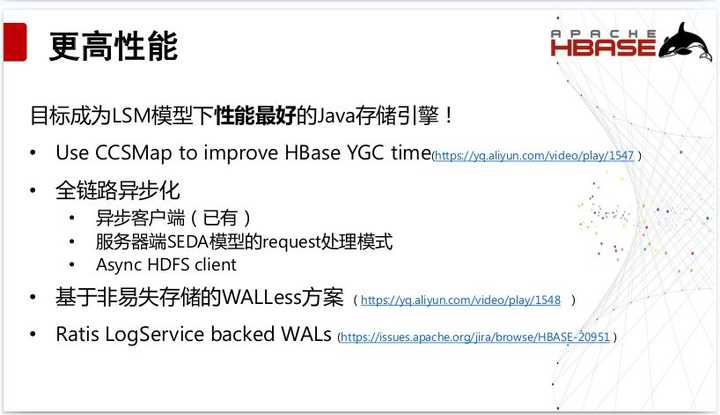 更高性能
APACHE
HBASE
目标成为LSM模型下性能最好的Java存储引擎！
• Use CCSMap to improve HBase YGC time(https://yq.aliyun.com/video/play/1547 )
• 全链路异步化
• 异步客户端（已有）
• 服务器端SEDA模型的request处理模式
• Async HDFS client
• 基于非易失存储的WALLess方案 ( https://yq.aliyun.com/video/play/1548 )
• Ratis LogService backed WALs (https://issues.apache.org/jira/browse/HBASE-20951 )